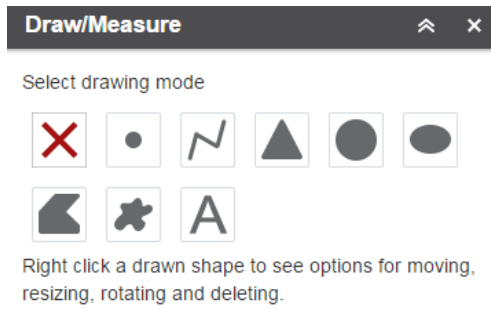 Draw/Measure
Select drawing mode
A
Right click a drawn shape to see options for moving,
resizing, rotating and deleting.